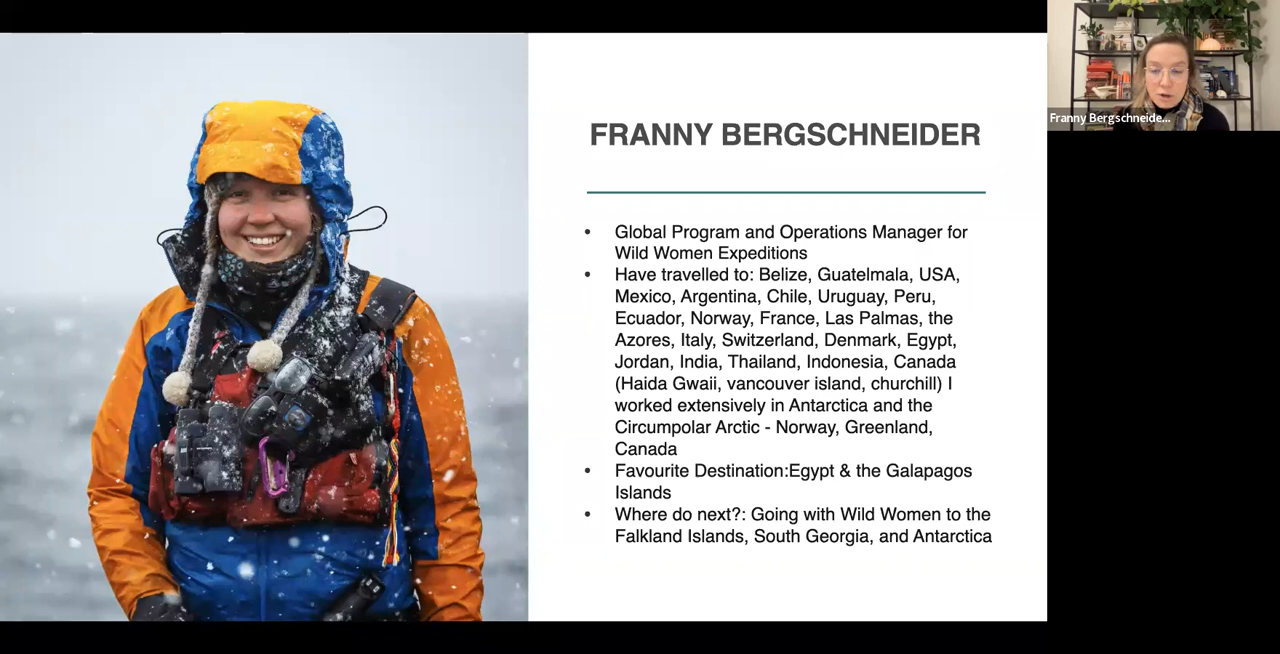 FRANNY BERGSCHNEIDER
• Global Program and Operations Manager for
Wild Women Expeditions
• Have travelled to: Belize, Guatelmala, USA,
Mexico, Argentina, Chile, Uruguay, Peru,
Ecuador, Norway, France, Las Palmas, the
Azores, Italy, Switzerland, Denmark, Egypt,
Jordan, India, Thailand, Indonesia, Canada
(Haida Gwaii, vancouver island, churchill) I
worked extensively in Antarctica and the
Circumpolar Arctic - Norway, Greenland,
Canada
• Favourite Destination:Egypt & the Galapagos
Islands
• Where do next?: Going with Wild Women to the
Falkland Islands, South Georgia, and Antarctica
Franny Bergschneide...